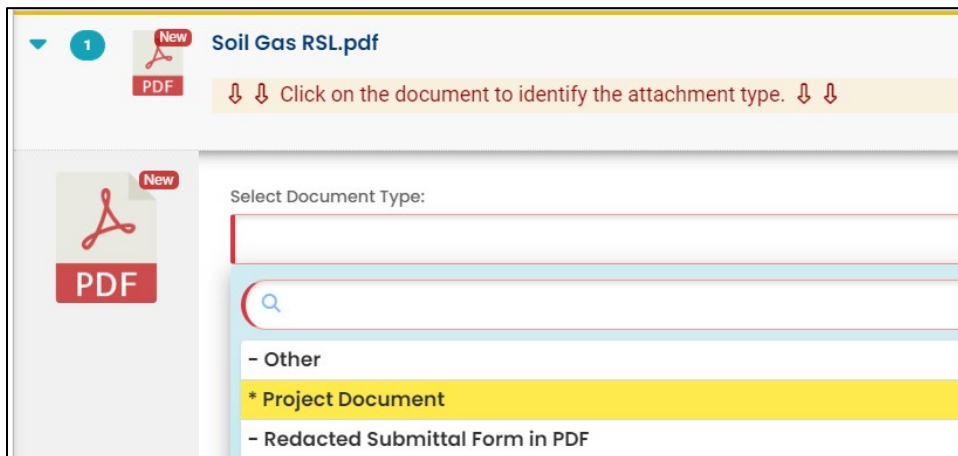 1
New
PDF
Soil Gas RSL.pdf
⇩ ⇩ Click on the document to identify the attachment type. ⇩ ⇩
New
PDF
Select Document Type:
- Other
* Project Document
- Redacted Submittal Form in PDF